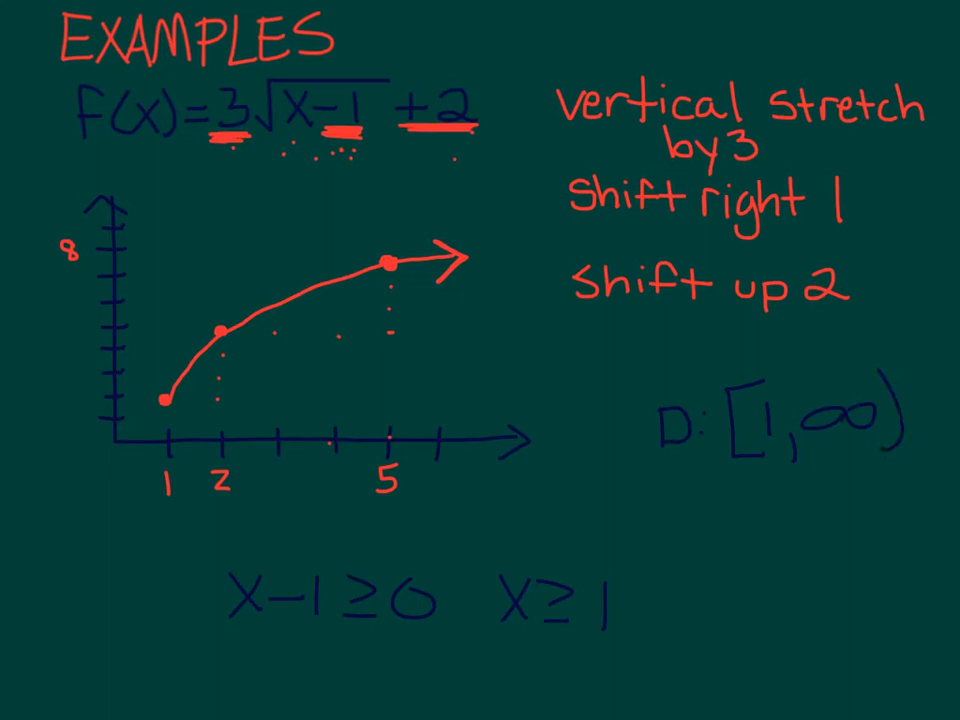 EXAMPLES
F(x)=3√x-1 +2
vertical stretch
by 3
shift right 1
shift up 2
8
D: [1,∞)
1 2 5
x-1≥0 x≥1